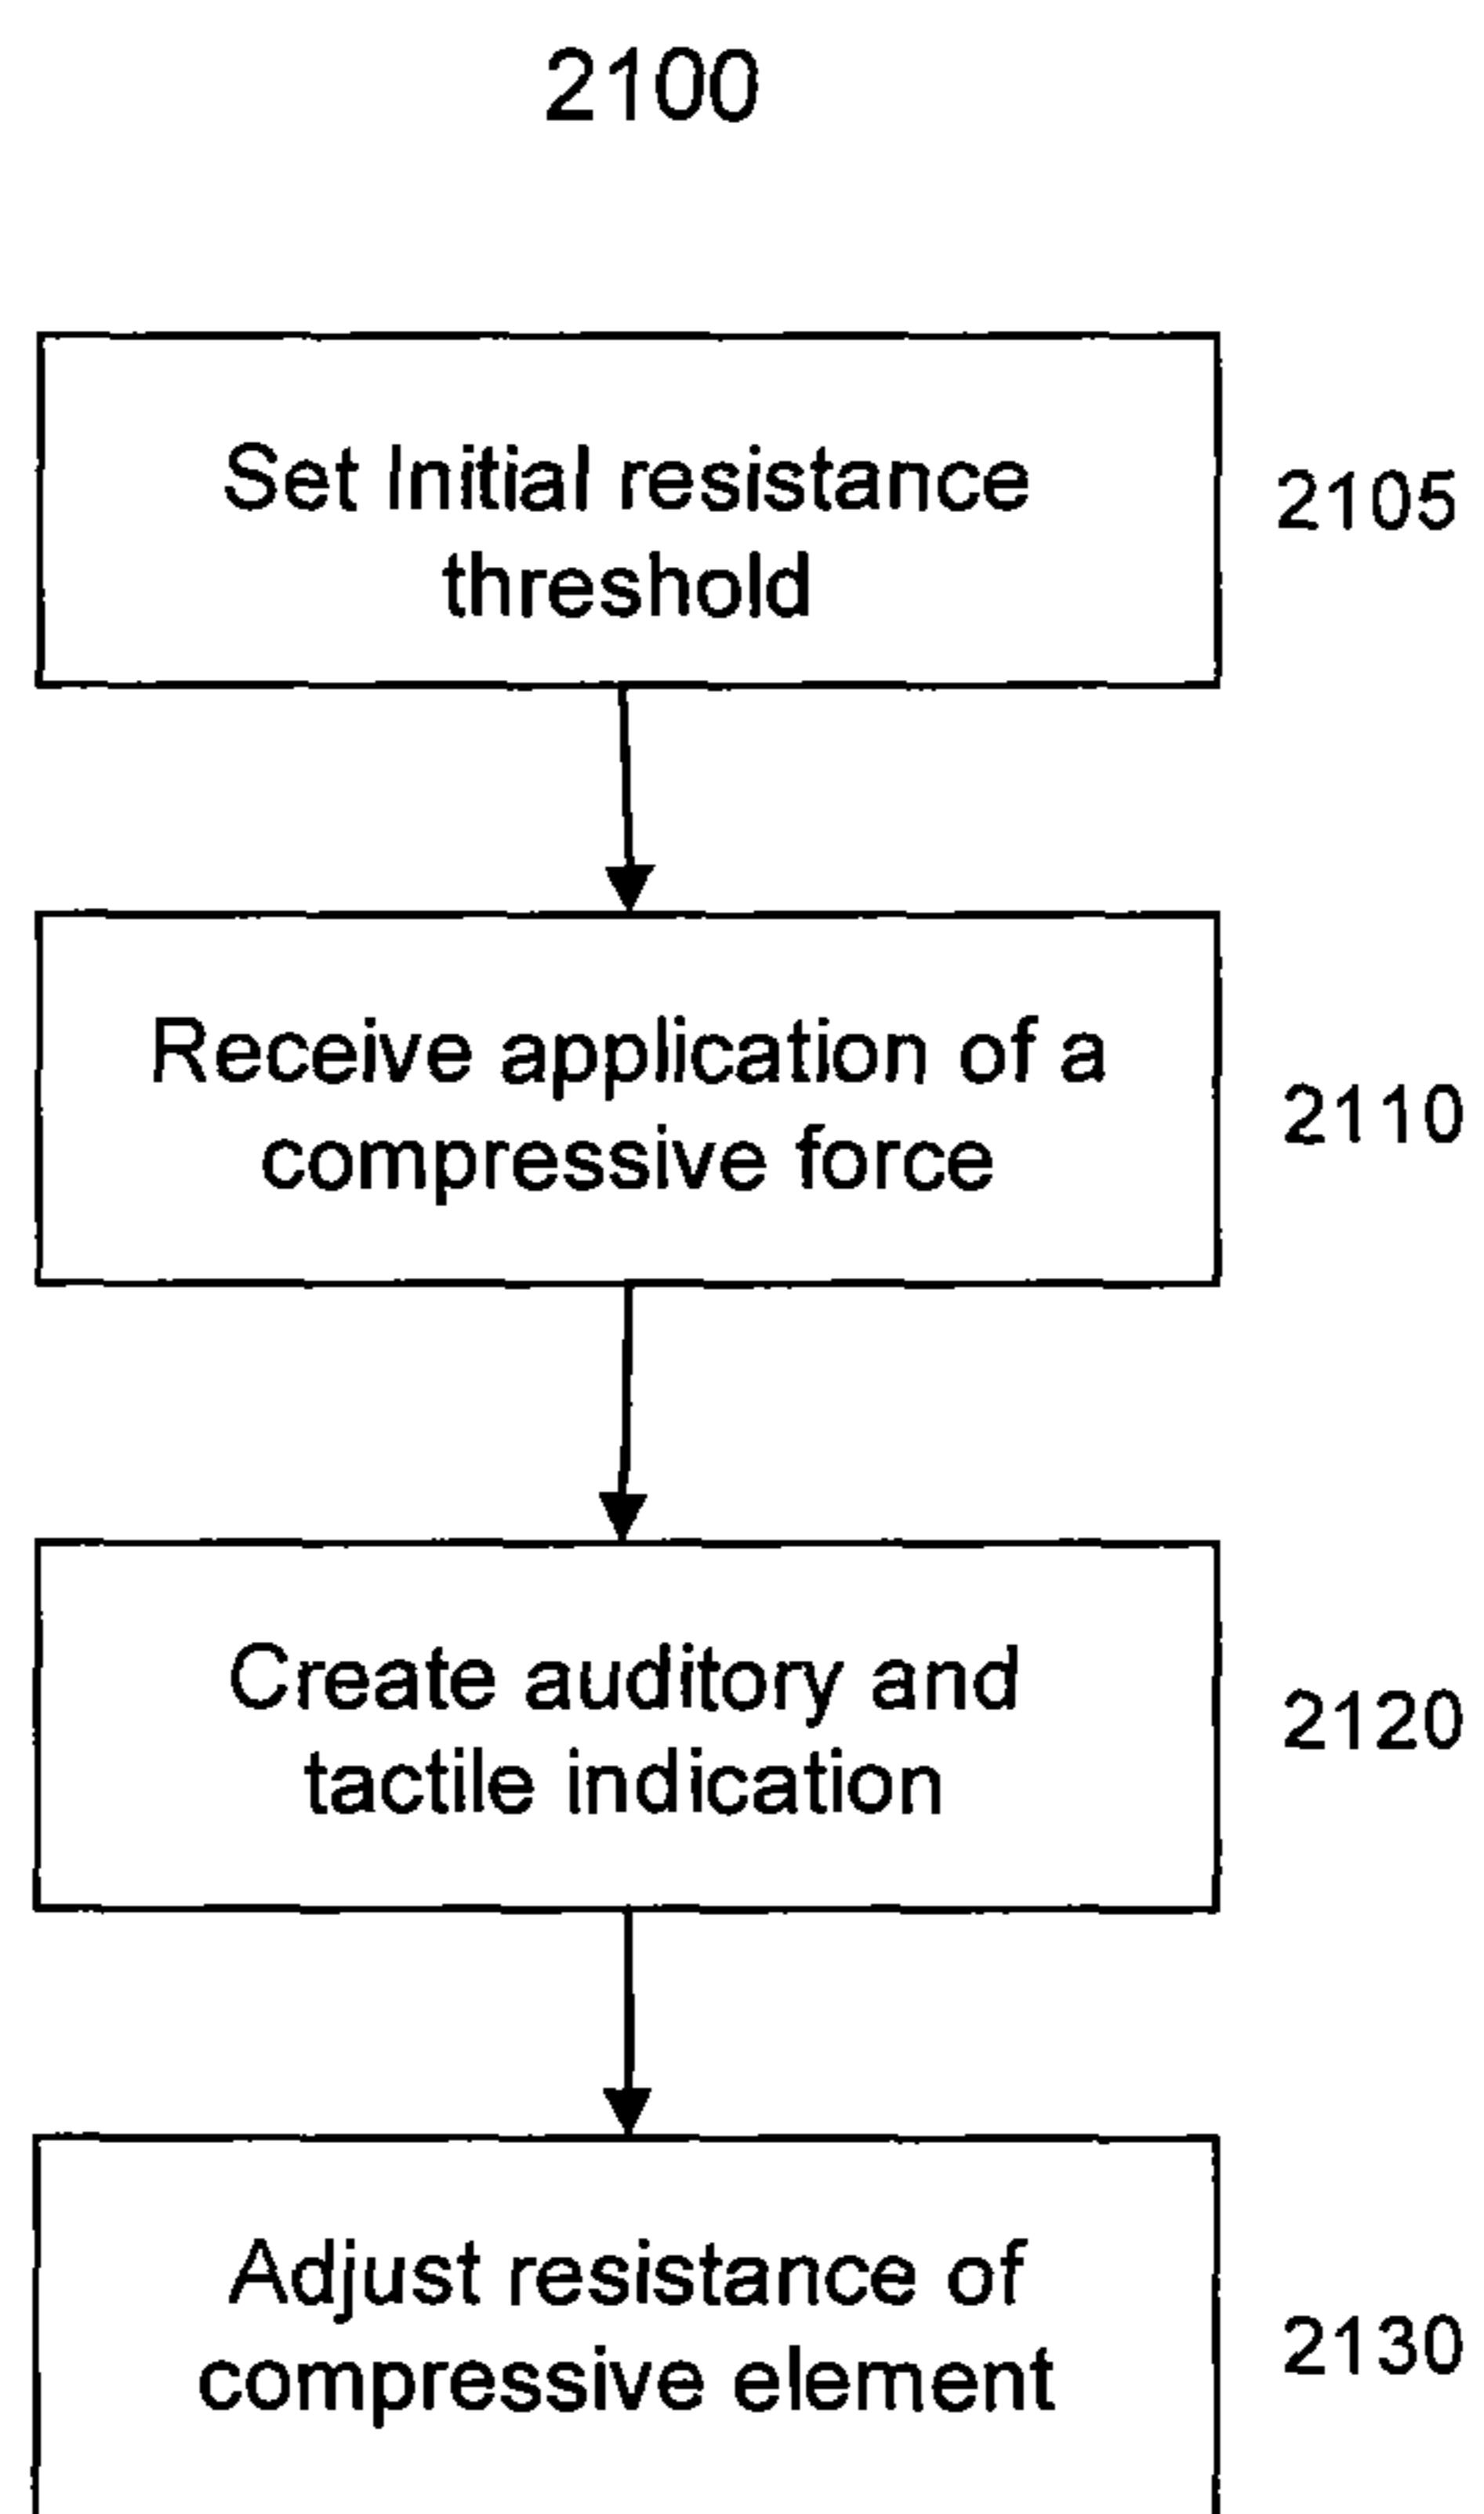 2100
Set Initial resistance
threshold
2105
Receive application of a
compressive force
2110
Create auditory and
tactile indication
2120
Adjust resistance of
compressive element
2130